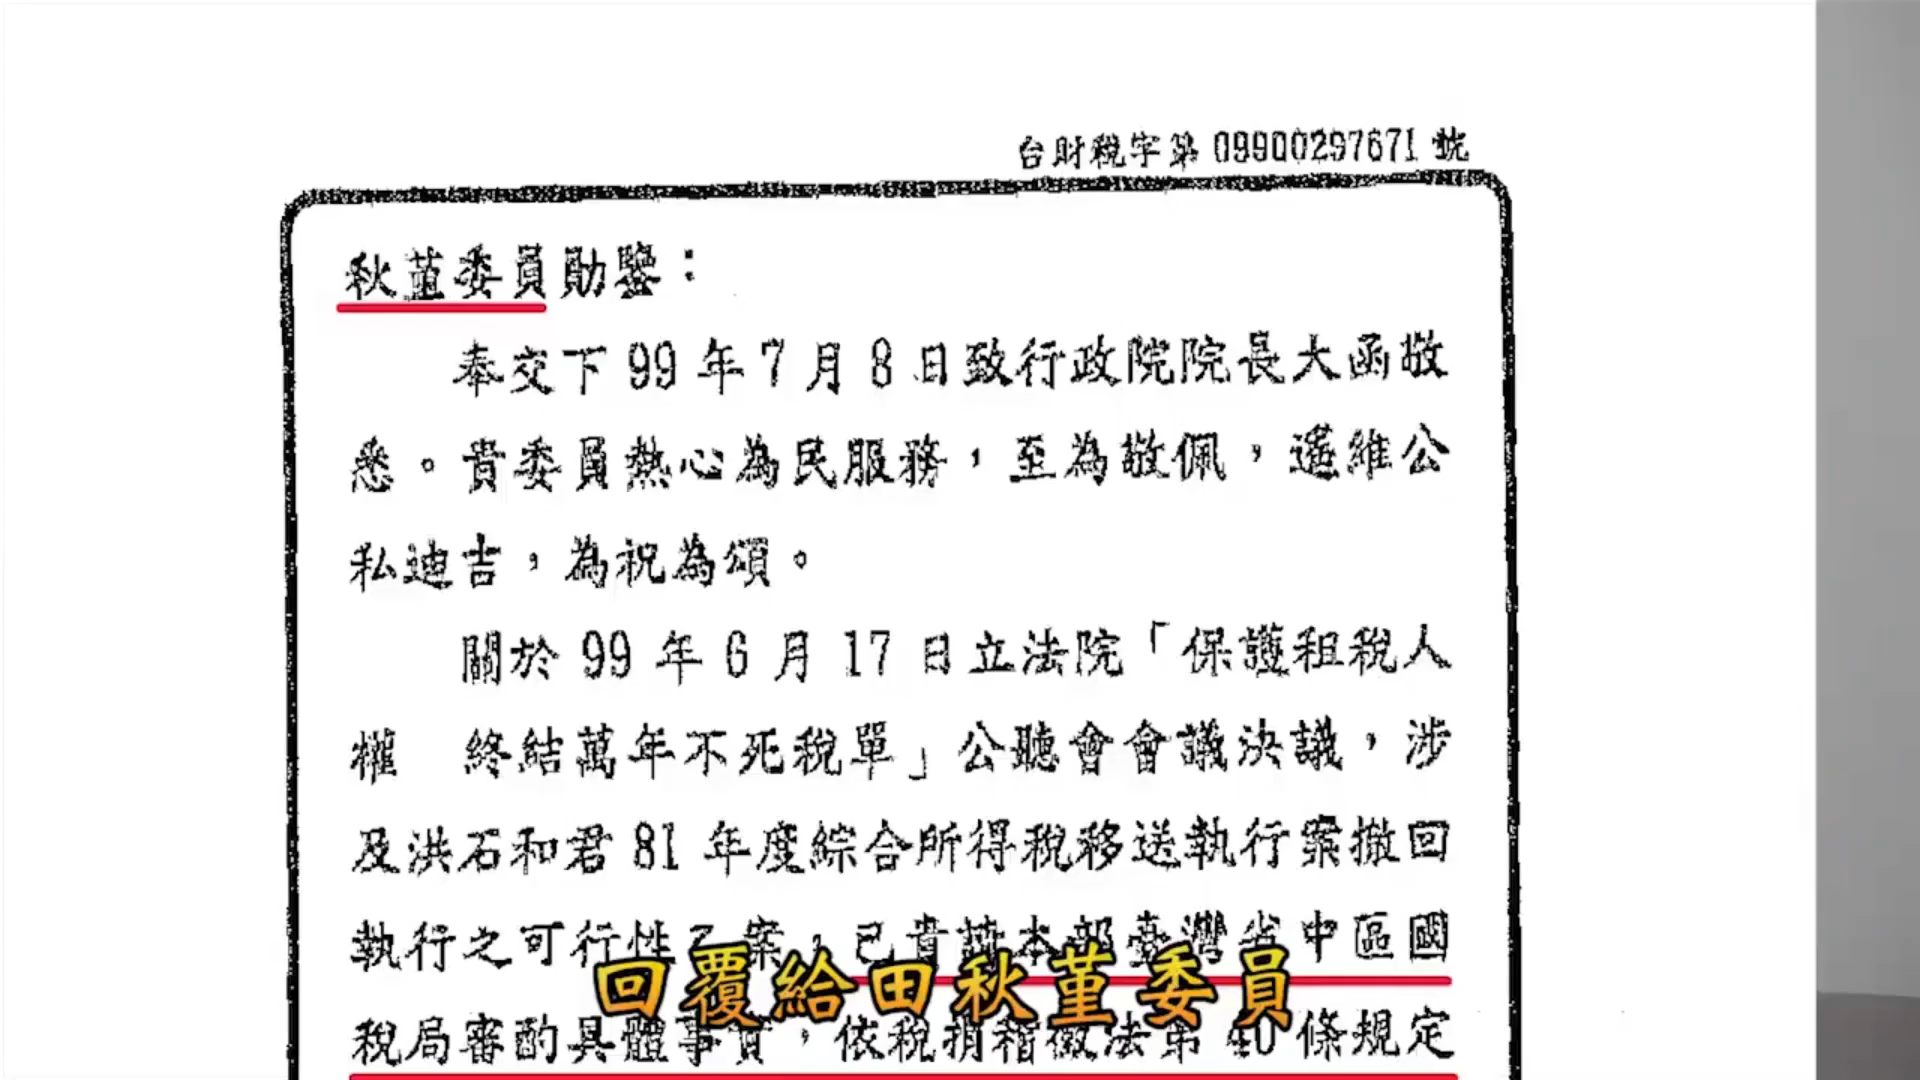 台財稅字第 09900297671 號
秋堇委員勛鑒：
奉交下 99 年 7 月 8 日致行政院院長大函敬
悉。貴委員熱心為民服務，至為敬佩，遙維公
私迪吉，為祝為頌。
關於 99 年 6 月 17 日立法院「保護租稅人
權　終結萬年不死稅單」公聽會會議決議，涉
及洪石和君 81 年度綜合所得稅移送執行案撤回
執行之可行性乙案，已責請本部臺灣省中區國
稅局審酌具體事實，依稅捐稽徵法第 40 條規定
回覆給田秋堇委員